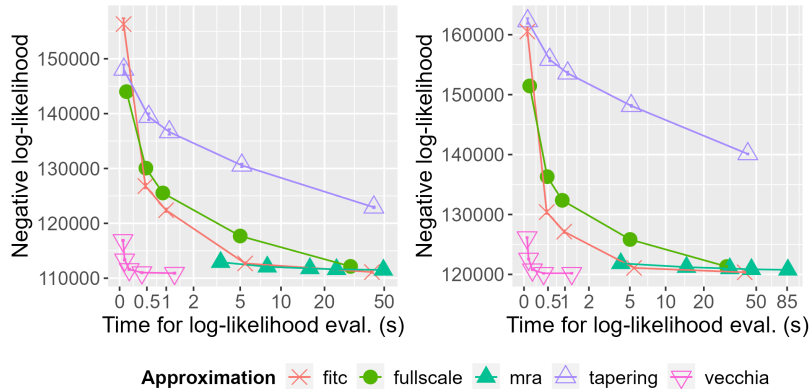 Negative log-likelihood
150000
140000
130000
120000
110000
0 0.5 1 2 5 10 20 50
Time for log-likelihood eval. (s)
Negative log-likelihood
160000
150000
140000
130000
120000
0 0.5 1 2 5 10 20 50 85
Time for log-likelihood eval. (s)
Approximation fitc fullscale mra tapering vecchia